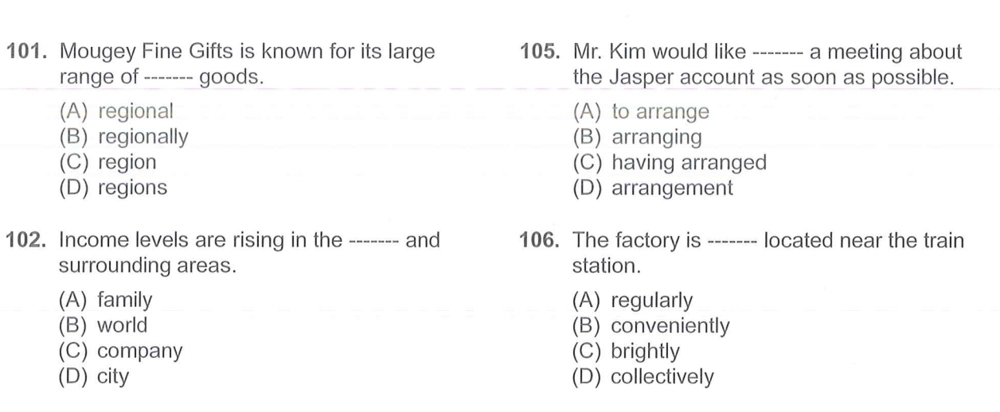 101. Mougey Fine Gifts is known for its large
range of ------- goods.
(A) regional
(B) regionally
(C) region
(D) regions
102. Income levels are rising in the ------- and
surrounding areas.
(A) family
(B) world
(C) company
(D) city
105. Mr. Kim would like ------- a meeting about
the Jasper account as soon as possible.
(A) to arrange
(B) arranging
(C) having arranged
(D) arrangement
106. The factory is ------- located near the train
station.
(A) regularly
(B) conveniently
(C) brightly
(D) collectively